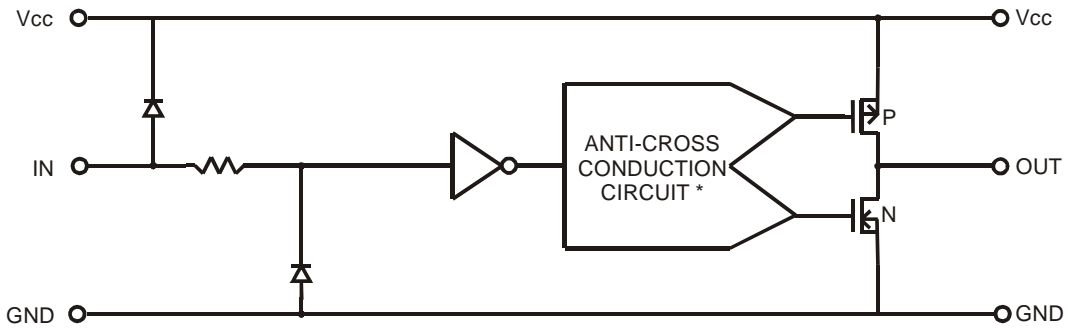 Vcc
Vcc
P
ANTI-CROSS
CONDUCTION
CIRCUIT *
IN
OUT
N
GND
GND